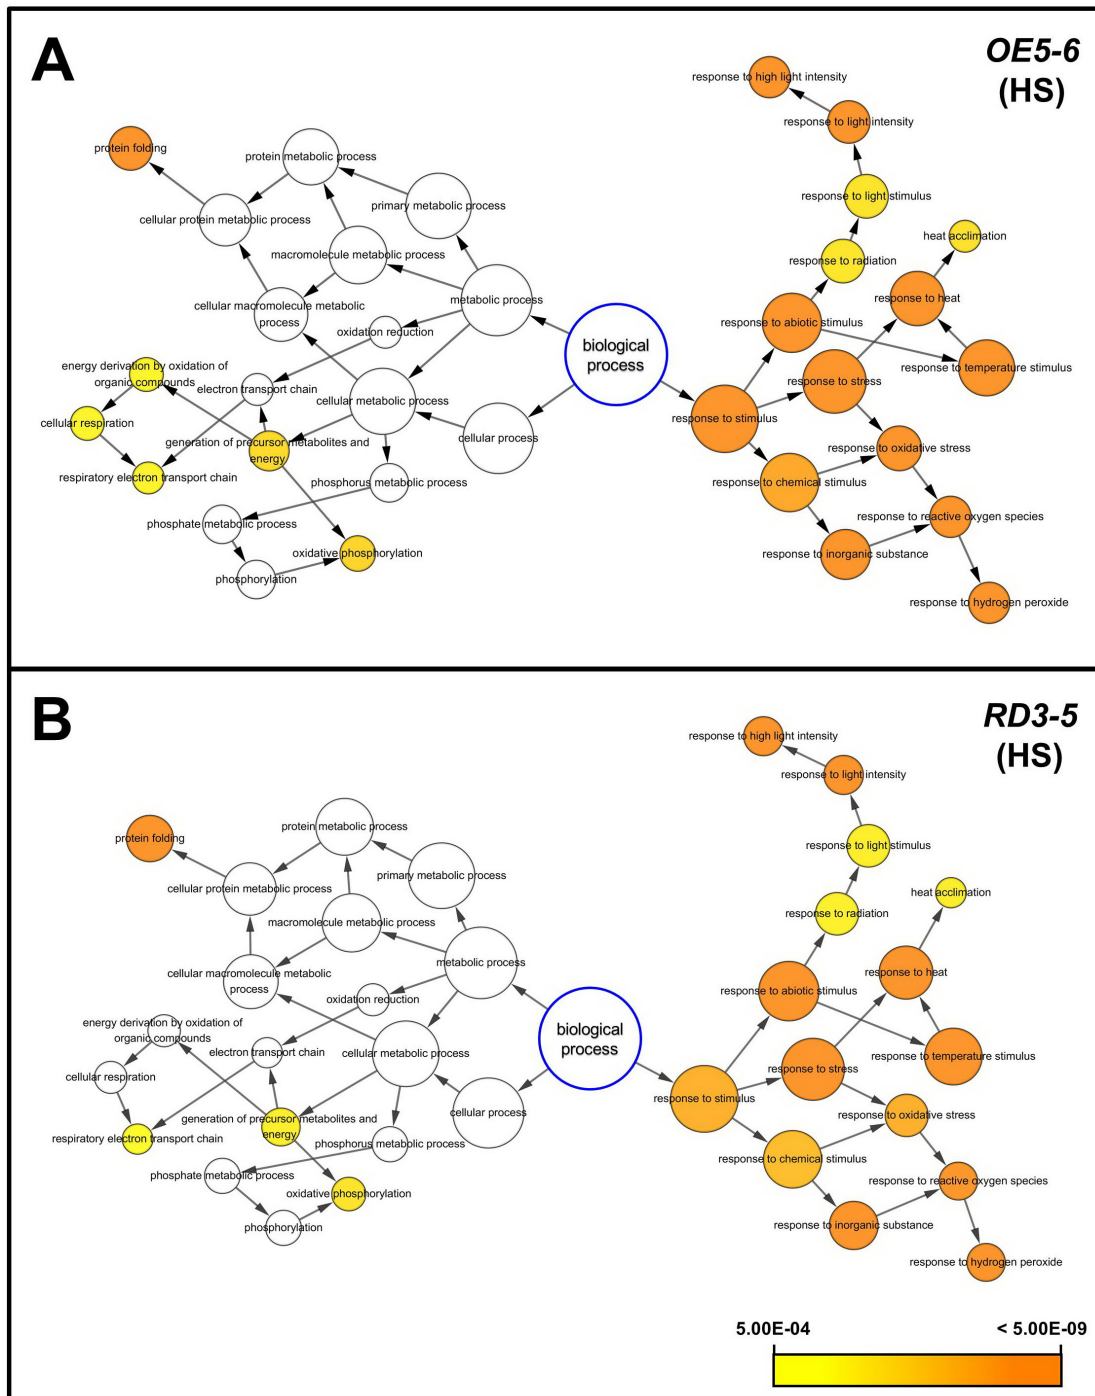 A
OE5-6
(HS)
response to high light intensity
response to light intensity
protein folding
protein metabolic process
response to light stimulus
primary metabolic process
cellular protein metabolic process
heat acclimation
macromolecule metabolic process
response to radiation
metabolic process
response to heat
cellular macromolecule metabolic
process
response to abiotic stimulus
oxidation reduction
biological
process
energy derivation by oxidation of
organic compounds
response to temperature stimulus
response to stress
electron transport chain
cellular metabolic process
response to stimulus
cellular respiration
cellular process
generation of precursor metabolites and
energy
response to oxidative stress
respiratory electron transport chain
phosphorus metabolic process
response to chemical stimulus
response to reactive oxygen species
phosphate metabolic process
oxidative phosphorylation
response to inorganic substance
phosphorylation
response to hydrogen peroxide
B
RD3-5
(HS)
response to high light intensity
response to light intensity
protein metabolic process
protein folding
response to light stimulus
primary metabolic process
cellular protein metabolic process
heat acclimation
response to radiation
macromolecule metabolic process
metabolic process
response to heat
cellular macromolecule metabolic
process
response to abiotic stimulus
oxidation reduction
energy derivation by oxidation of
organic compounds
biological
process
electron transport chain
cellular metabolic process
response to temperature stimulus
response to stress
cellular respiration
response to stimulus
cellular process
response to oxidative stress
generation of precursor metabolites and
energy
respiratory electron transport chain
phosphorus metabolic process
response to chemical stimulus
phosphate metabolic process
response to reactive oxygen species
oxidative phosphorylation
phosphorylation
response to inorganic substance
response to hydrogen peroxide
5.00E-04
< 5.00E-09